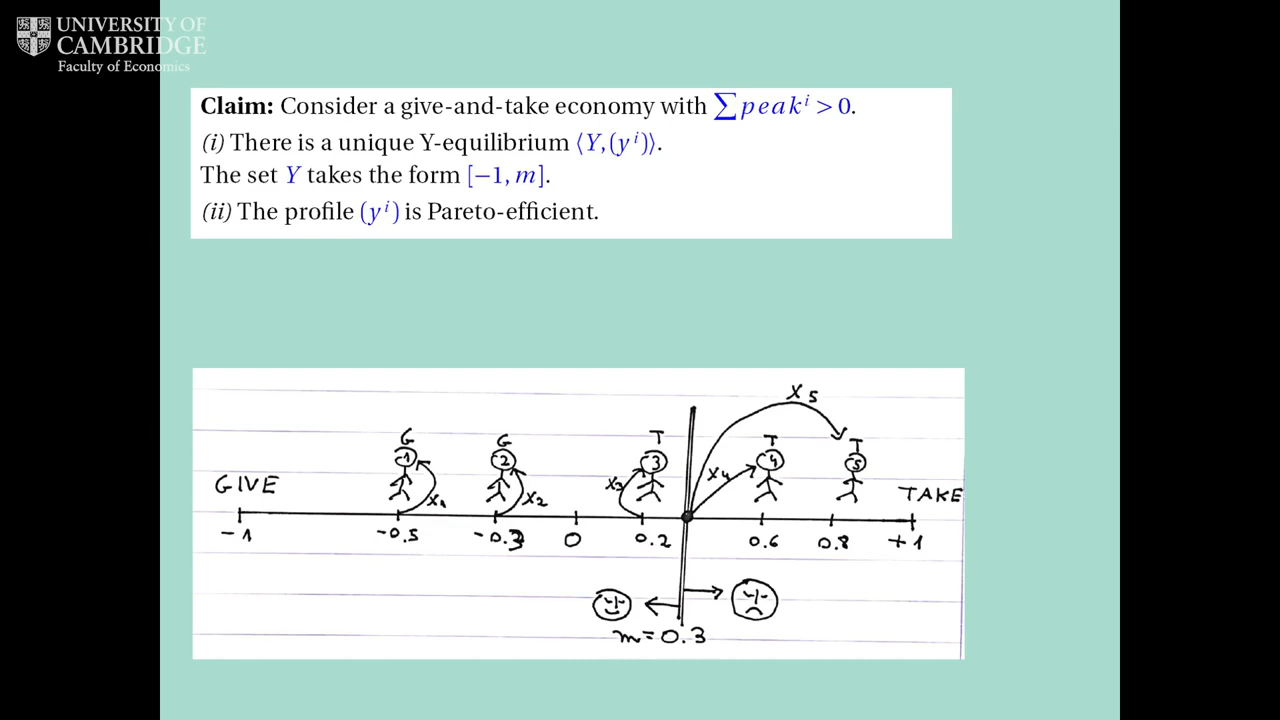 UNIVERSITY OF
CAMBRIDGE
Faculty of Economics
Claim: Consider a give-and-take economy with ∑peakⁱ > 0.
(i) There is a unique Y-equilibrium ⟨Y,(yⁱ)⟩.
The set Y takes the form [−1, m].
(ii) The profile (yⁱ) is Pareto-efficient.
X5
G G T T T
1 2 3 4 5
GIVE X1 X2 X3 X4 TAKE
-1 -0.5 -0.3 0 0.2 0.6 0.8 +1
m=0.3